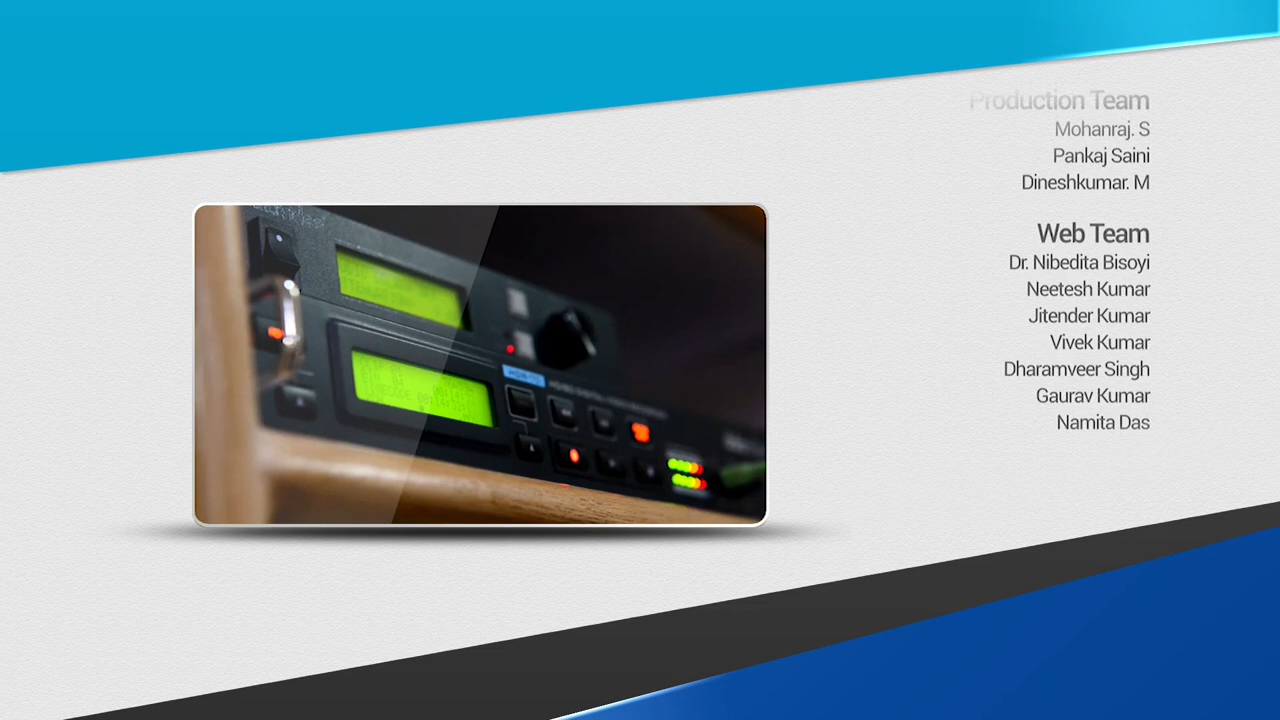 Production Team
Mohanraj. S
Pankaj Saini
Dineshkumar. M
Web Team
Dr. Nibedita Bisoyi
Neetesh Kumar
Jitender Kumar
Vivek Kumar
Dharamveer Singh
Gaurav Kumar
Namita Das